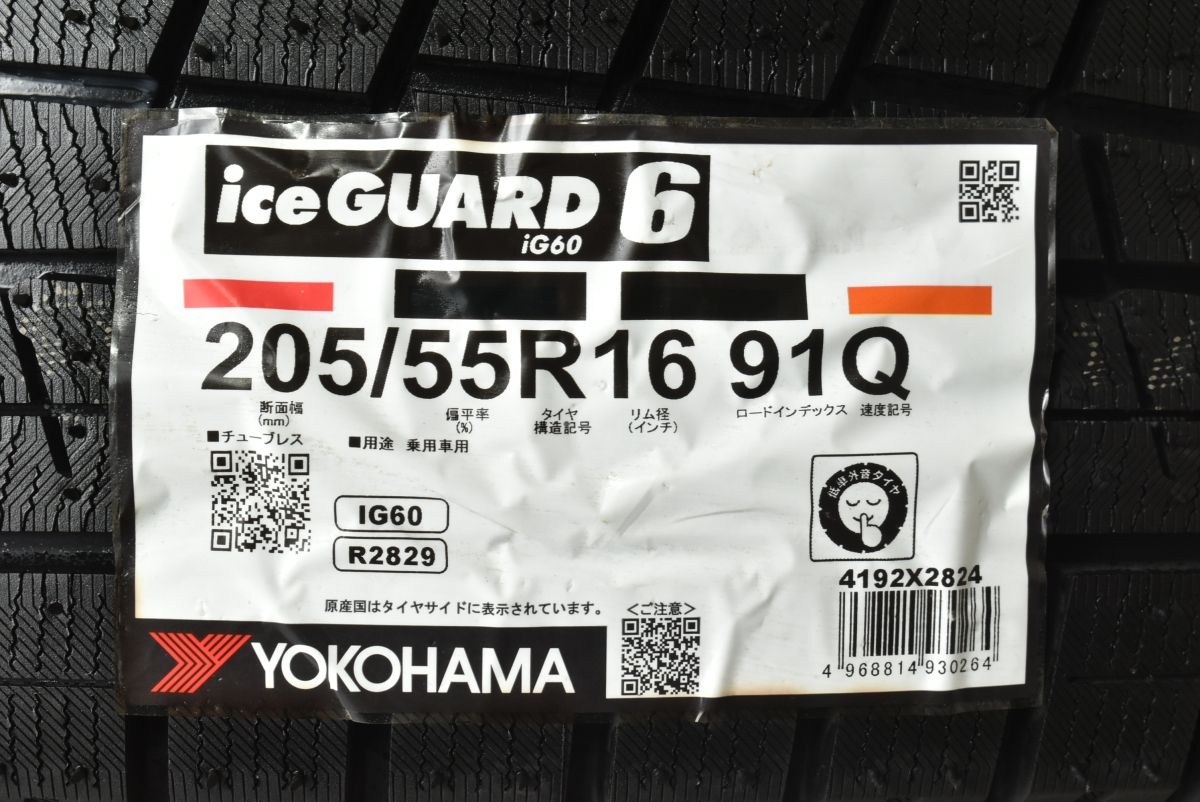 iceGUARD 6
iG60
205/55R16 91Q
断面幅
(mm)
偏平率
(%)
タイヤ
構造記号
リム径
(インチ)
ロードインデックス
速度記号
■チューブレス
■用途 乗用車用
IG60
R2829
低車外音タイヤ
4192X2824
原産国はタイヤサイドに表示されています。
<ご注意>
YOKOHAMA
4 968814 930264